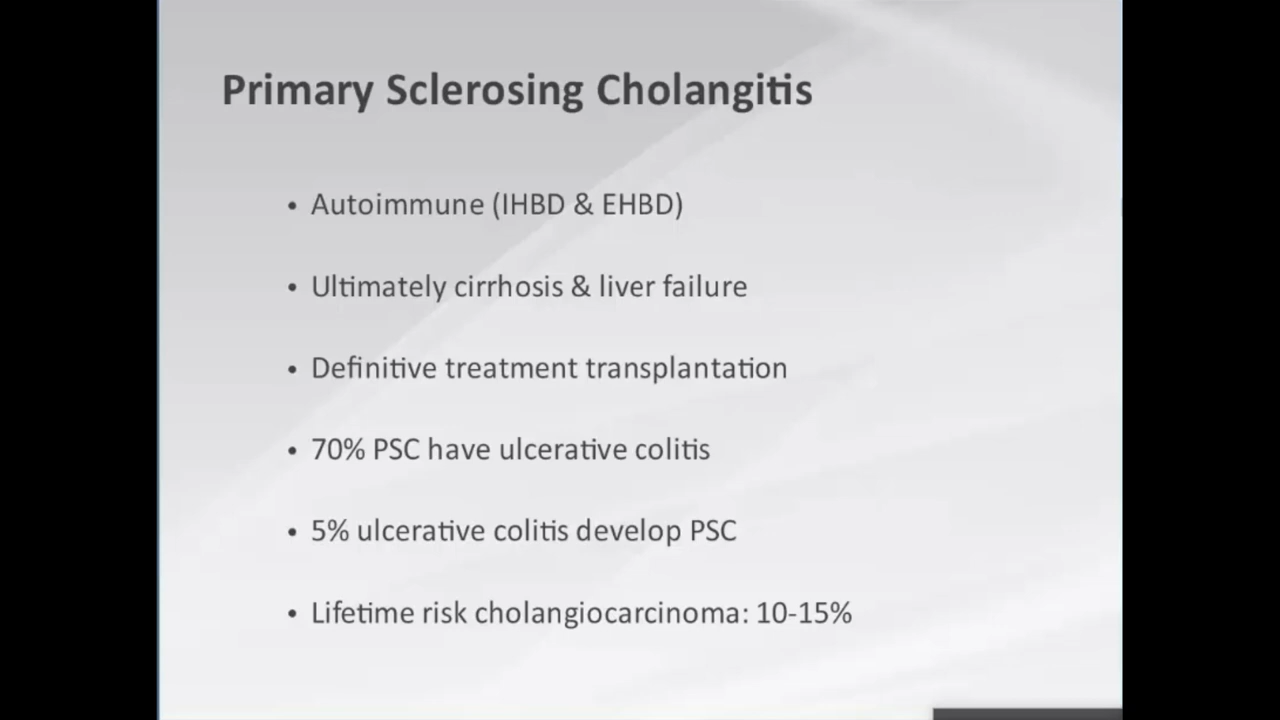 Primary Sclerosing Cholangitis
• Autoimmune (IHBD & EHBD)
• Ultimately cirrhosis & liver failure
• Definitive treatment transplantation
• 70% PSC have ulcerative colitis
• 5% ulcerative colitis develop PSC
• Lifetime risk cholangiocarcinoma: 10-15%